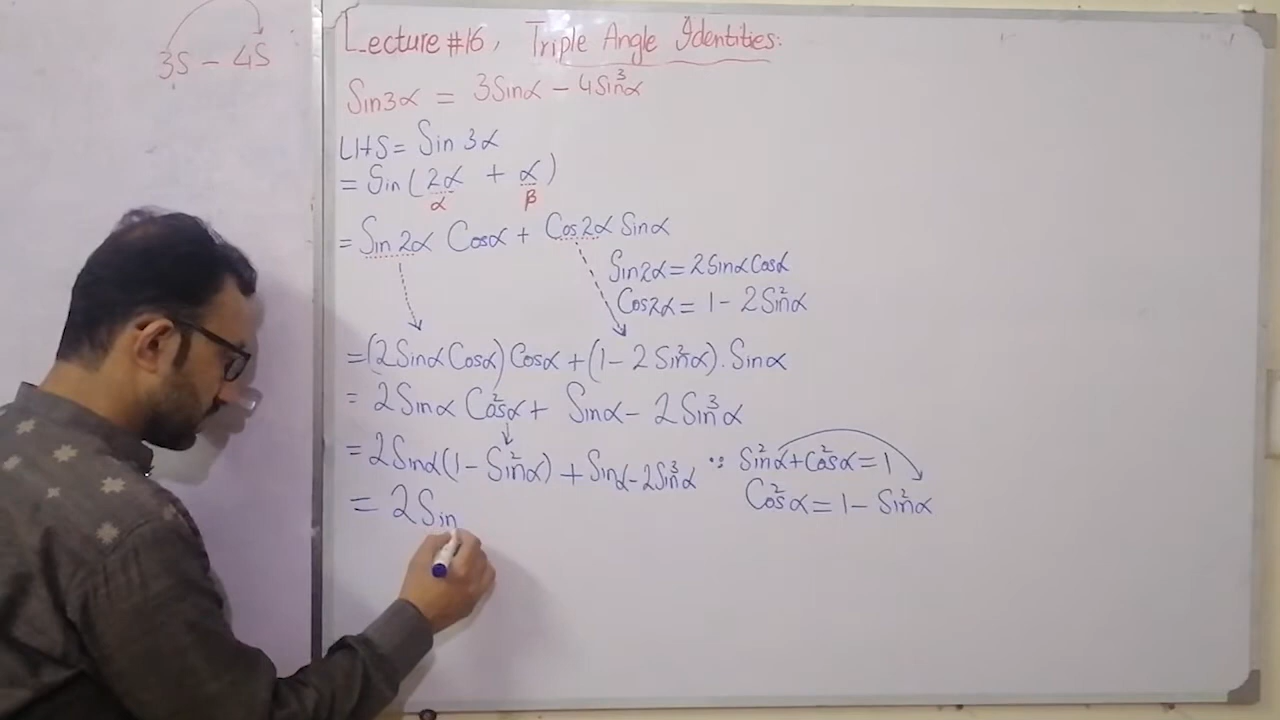 3S - 4S
Lecture #16, Triple Angle Identities:
Sin3α = 3Sinα - 4Sin³α
LHS = Sin 3α
= Sin (2α + α)
α β
= Sin 2α Cosα + Cos2α Sinα
Sin2α = 2SinαCosα
Cos2α = 1 - 2Sin²α
= (2SinαCosα) Cosα + (1 - 2Sin²α). Sinα
= 2Sinα Cos²α + Sinα - 2Sin³α
= 2Sinα(1 - Sin²α) + Sinα - 2Sin³α ∵ Sin²α + Cos²α = 1
Cos²α = 1 - Sin²α
= 2Sin